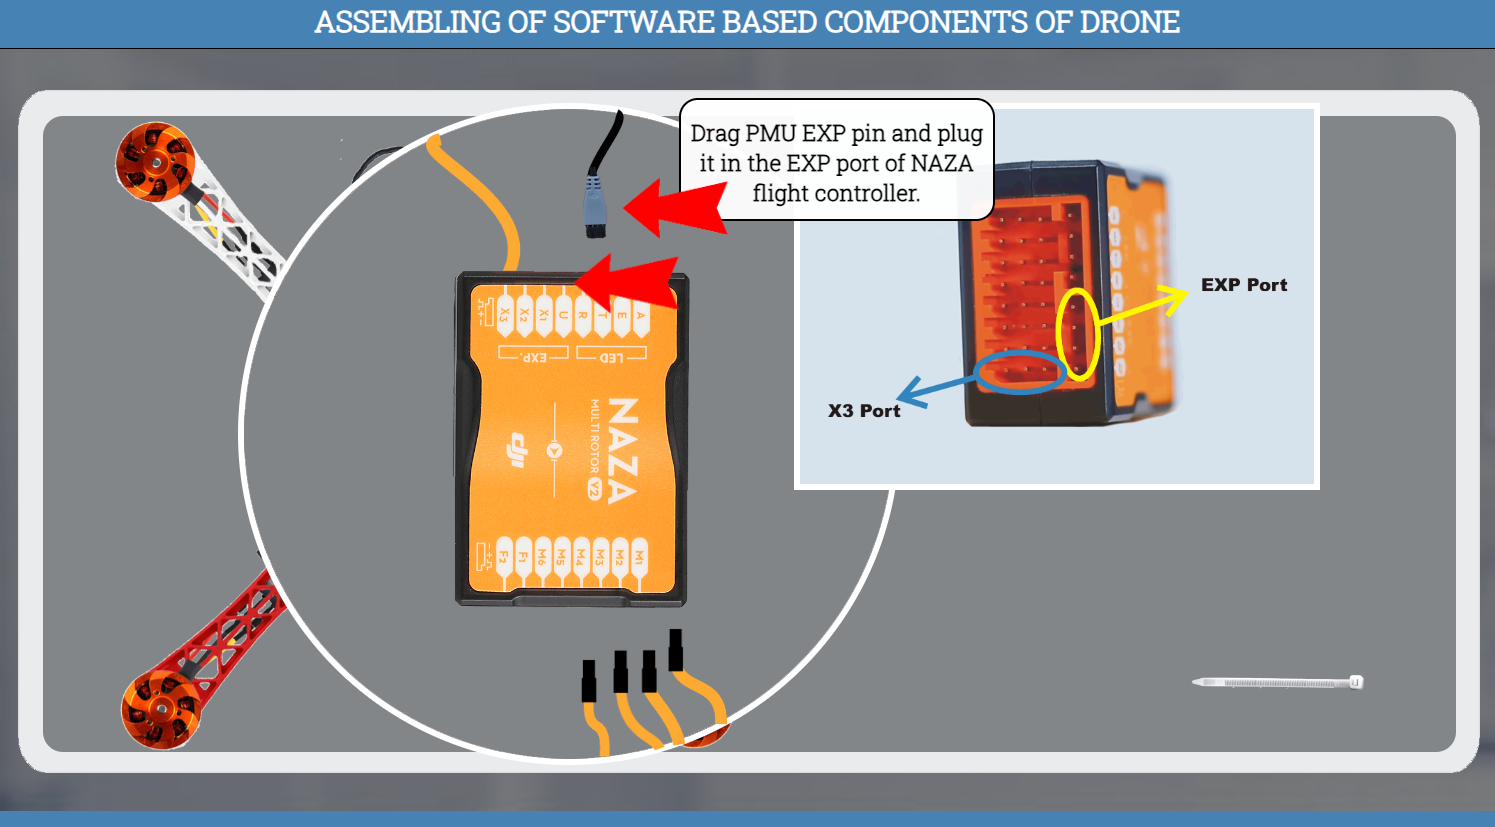 ASSEMBLING OF SOFTWARE BASED COMPONENTS OF DRONE
Drag PMU EXP pin and plug
it in the EXP port of NAZA
flight controller.
EXP Port
X3 Port
X3 X2 X1 U R T E A
EXP. LED
NAZA
MULTI ROTOR V2
dji
F2 F1 M6 M5 M4 M3 M2 M1